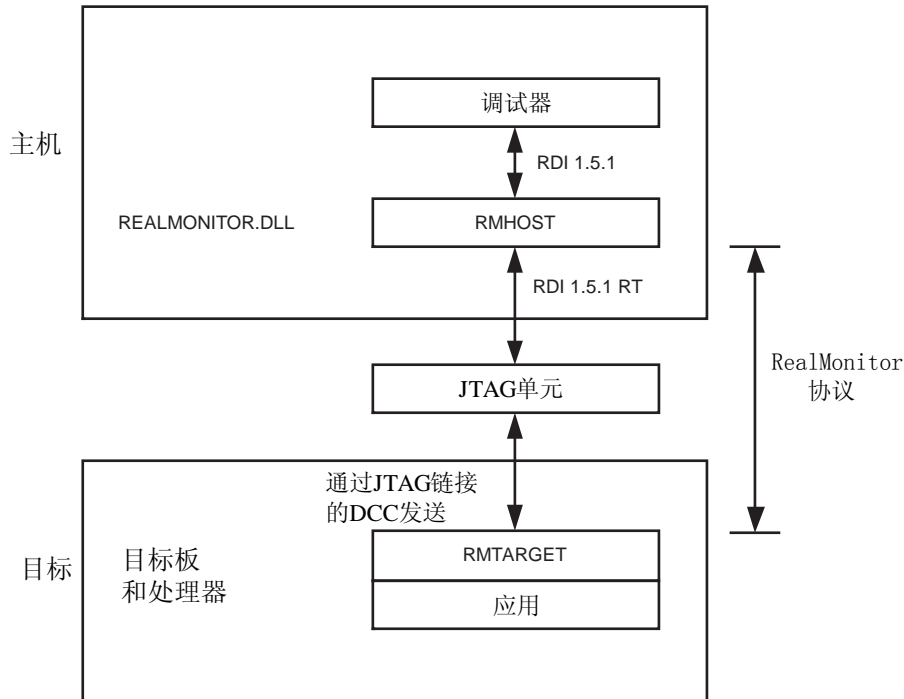 调试器
主机
RDI 1.5.1
REALMONITOR.DLL
RMHOST
RDI 1.5.1 RT
RealMonitor
协议
JTAG单元
通过JTAG链接
的DCC发送
目标
目标板
和处理器
RMTARGET
应用